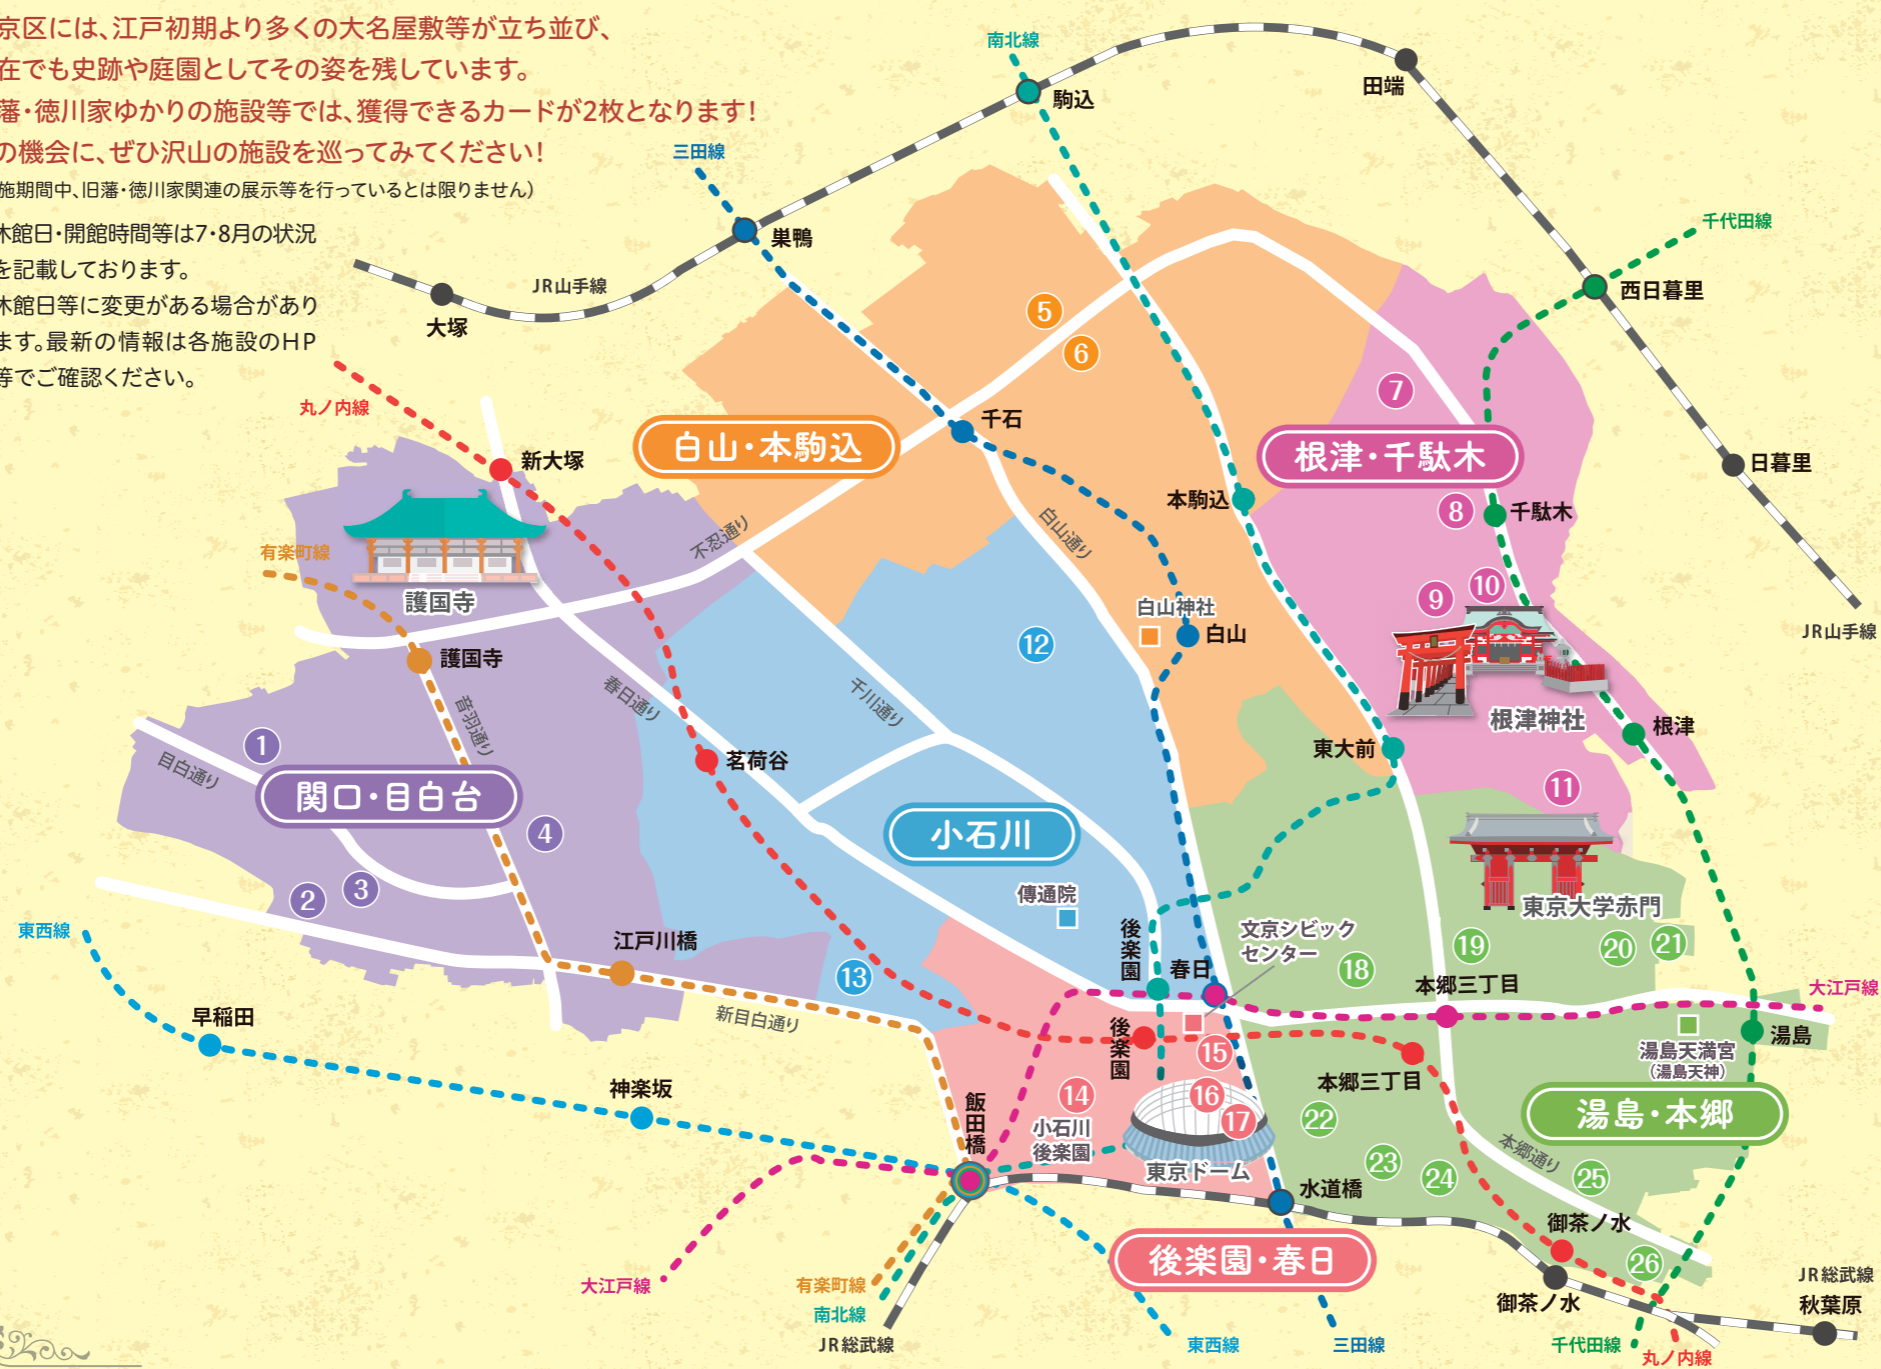 京区には、江戸初期より多くの大名屋敷等が立ち並び、
在でも史跡や庭園としてその姿を残しています。
藩・徳川家ゆかりの施設等では、獲得できるカードが2枚となります!
の機会に、ぜひ沢山の施設を巡ってみてください!
施期間中、旧藩・徳川家関連の展示等を行っているとは限りません)
休館日・開館時間等は7・8月の状況
を記載しております。
休館日等に変更がある場合があり
ます。最新の情報は各施設のHP
等でご確認ください。
南北線
駒込
田端
三田線
巣鴨
千代田線
西日暮里
JR山手線
大塚
丸ノ内線
新大塚
白山・本駒込
千石
5
6
7
根津・千駄木
日暮里
本駒込
8
千駄木
不忍通り
白山通り
有楽町線
護国寺
護国寺
白山神社
白山
9
10
JR山手線
12
春日通り
千川通り
音羽通り
根津神社
根津
東大前
目白通り
1
関口・目白台
茗荷谷
11
4
小石川
2
3
傳通院
東京大学赤門
東西線
江戸川橋
後楽園
春日
文京シビック
センター
18
19
20
21
13
本郷三丁目
大江戸線
早稲田
新目白通り
後楽園
15
湯島
湯島天満宮
(湯島天神)
本郷三丁目
神楽坂
飯田橋
14
16
17
小石川
後楽園
東京ドーム
22
湯島・本郷
23
24
本郷通り
25
水道橋
御茶ノ水
後楽園・春日
26
大江戸線
有楽町線
南北線
JR総武線
東西線
三田線
御茶ノ水
JR総武線
秋葉原
千代田線
丸ノ内線